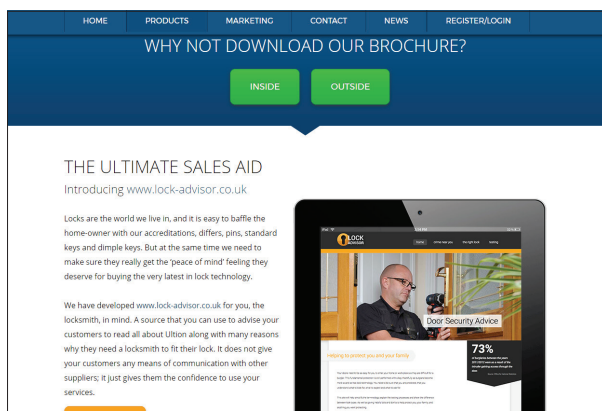 HOME PRODUCTS MARKETING CONTACT NEWS REGISTER/LOGIN
WHY NOT DOWNLOAD OUR BROCHURE?
INSIDE OUTSIDE
THE ULTIMATE SALES AID
Introducing www.lock-advisor.co.uk
Locks are the world we live in, and it is easy to baffle the
home-owner with our accreditations, differs, pins, standard
keys and dimple keys. But at the same time we need to
make sure they really get the 'peace of mind' feeling they
deserve for buying the very latest in lock technology.
We have developed www.lock-advisor.co.uk for you, the
locksmith, in mind. A source that you can use to advise your
customers to read all about Ultion along with many reasons
why they need a locksmith to fit their lock. It does not give
your customers any means of communication with other
suppliers; it just gives them the confidence to use your
services.
LOCK
ADVISOR
Door Security Advice
Helping to protect you and your family
73%